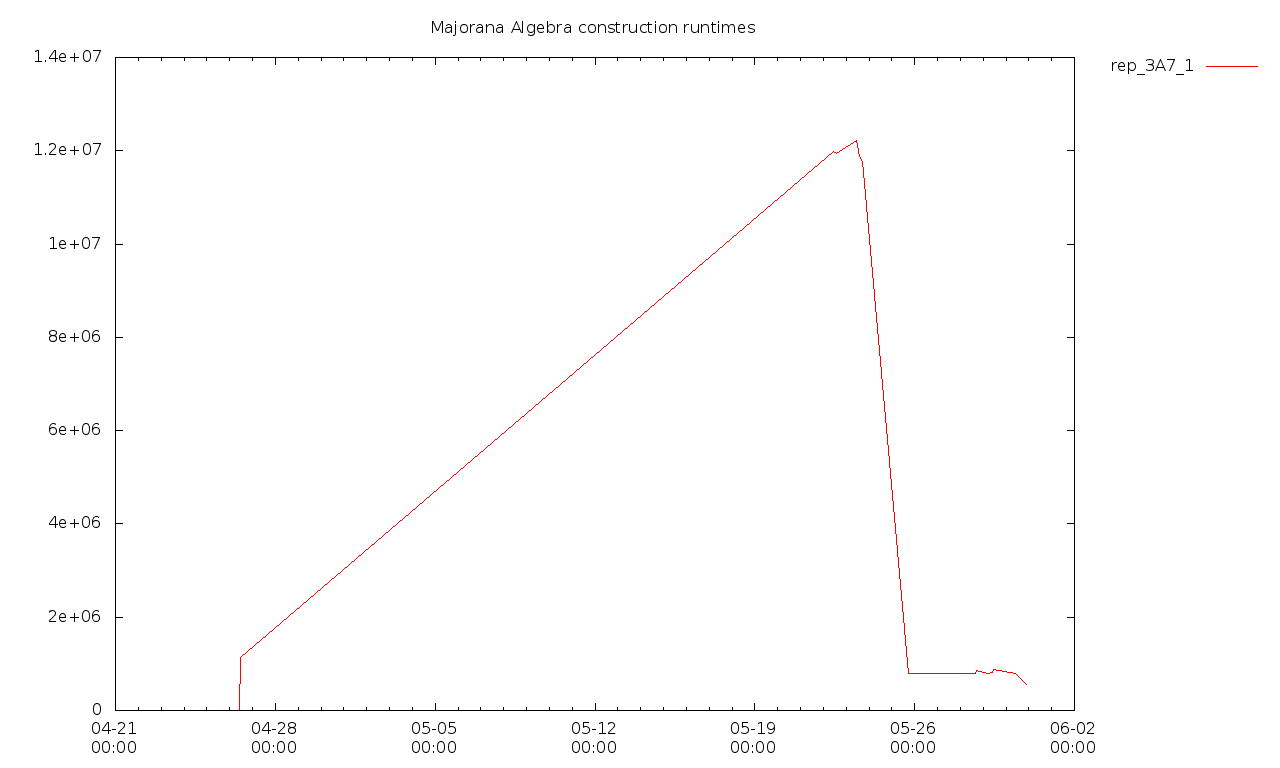 Majorana Algebra construction runtimes
1.4e+07
1.2e+07
1e+07
8e+06
6e+06
4e+06
2e+06
0
04-21 04-28 05-05 05-12 05-19 05-26 06-02
00:00 00:00 00:00 00:00 00:00 00:00 00:00
rep_3A7_1